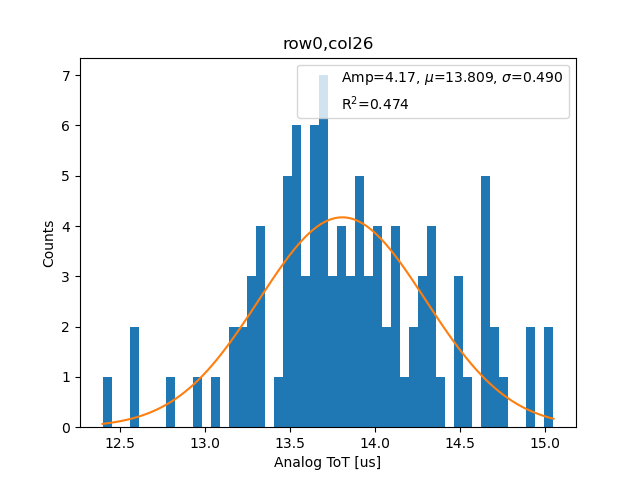 row0,col26
Amp=4.17, μ=13.809, σ=0.490
R²=0.474
Counts
7
6
5
4
3
2
1
0
12.5 13.0 13.5 14.0 14.5 15.0
Analog ToT [us]